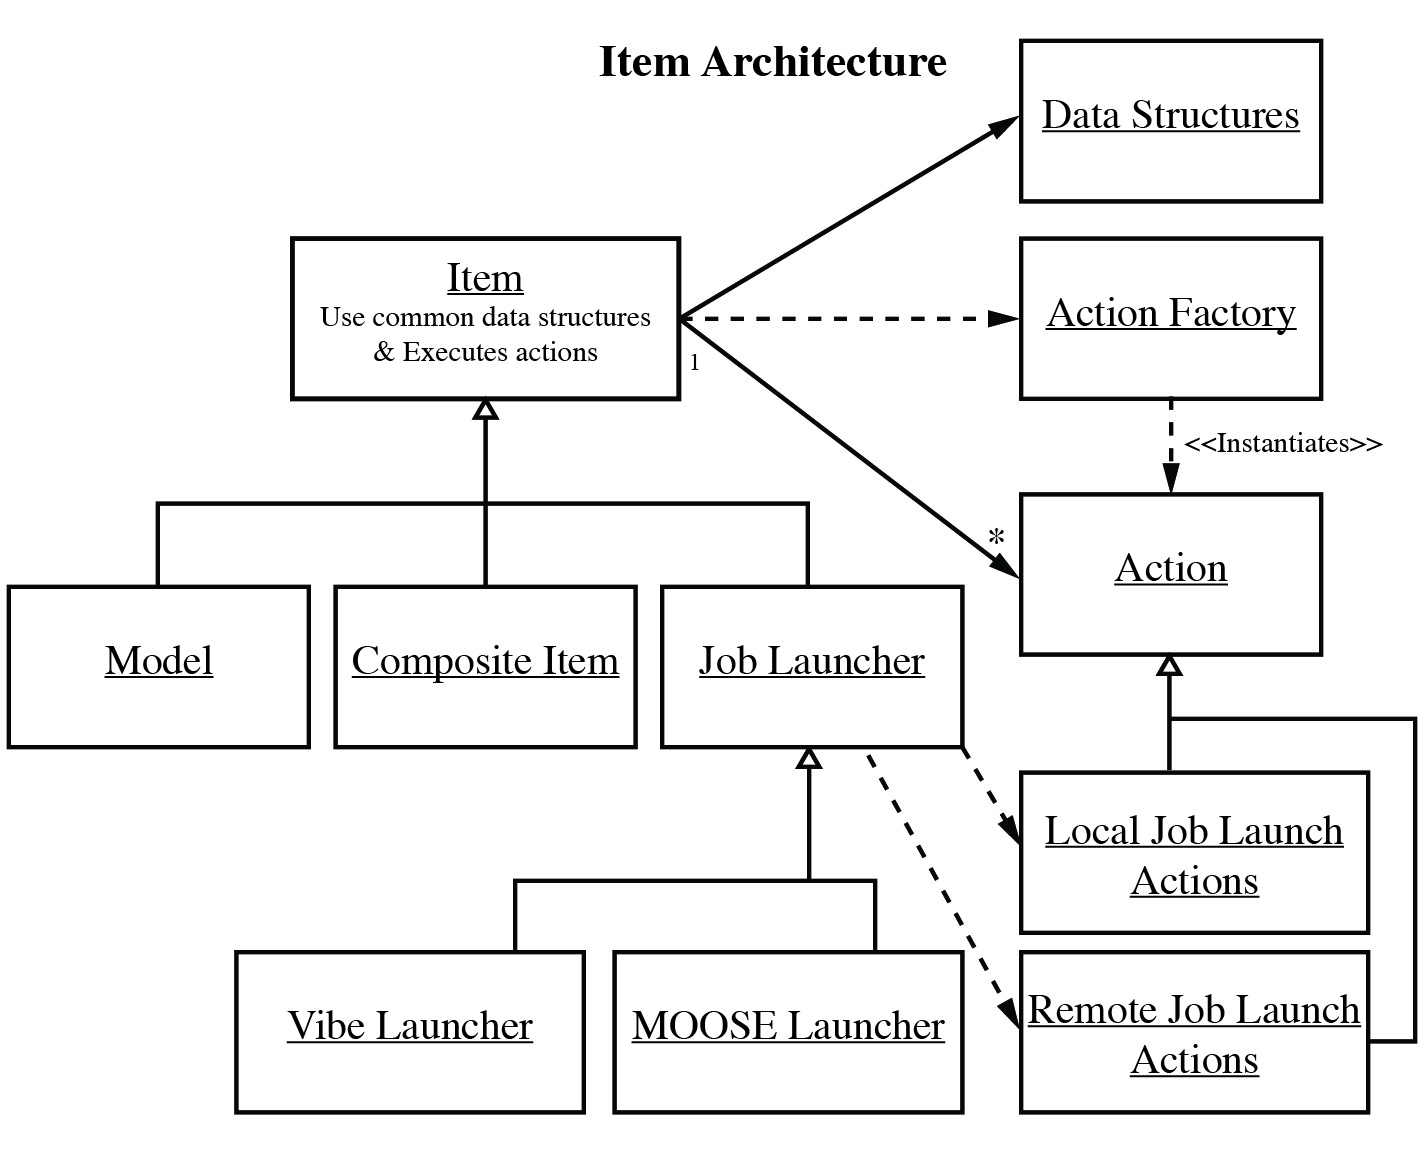 Item Architecture
Data Structures
Item
Use common data structures
& Executes actions
1
Action Factory
<<Instantiates>>
*
Action
Model
Composite Item
Job Launcher
Local Job Launch
Actions
Vibe Launcher
MOOSE Launcher
Remote Job Launch
Actions